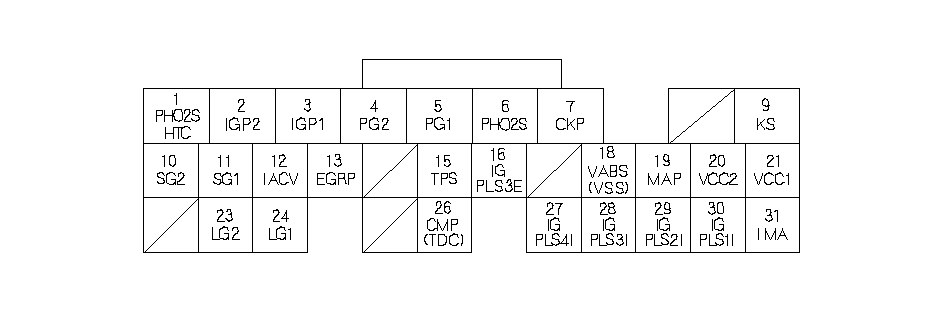 1
PHO2S
HTC
2
IGP2
3
IGP1
4
PG2
5
PG1
6
PHO2S
7
CKP
9
KS
10
SG2
11
SG1
12
IACV
13
EGRP
15
TPS
16
IG
PLS3E
18
VABS
(VSS)
19
MAP
20
VCC2
21
VCC1
23
LG2
24
LG1
26
CMP
(TDC)
27
IG
PLS4I
28
IG
PLS3I
29
IG
PLS2I
30
IG
PLS1I
31
IMA